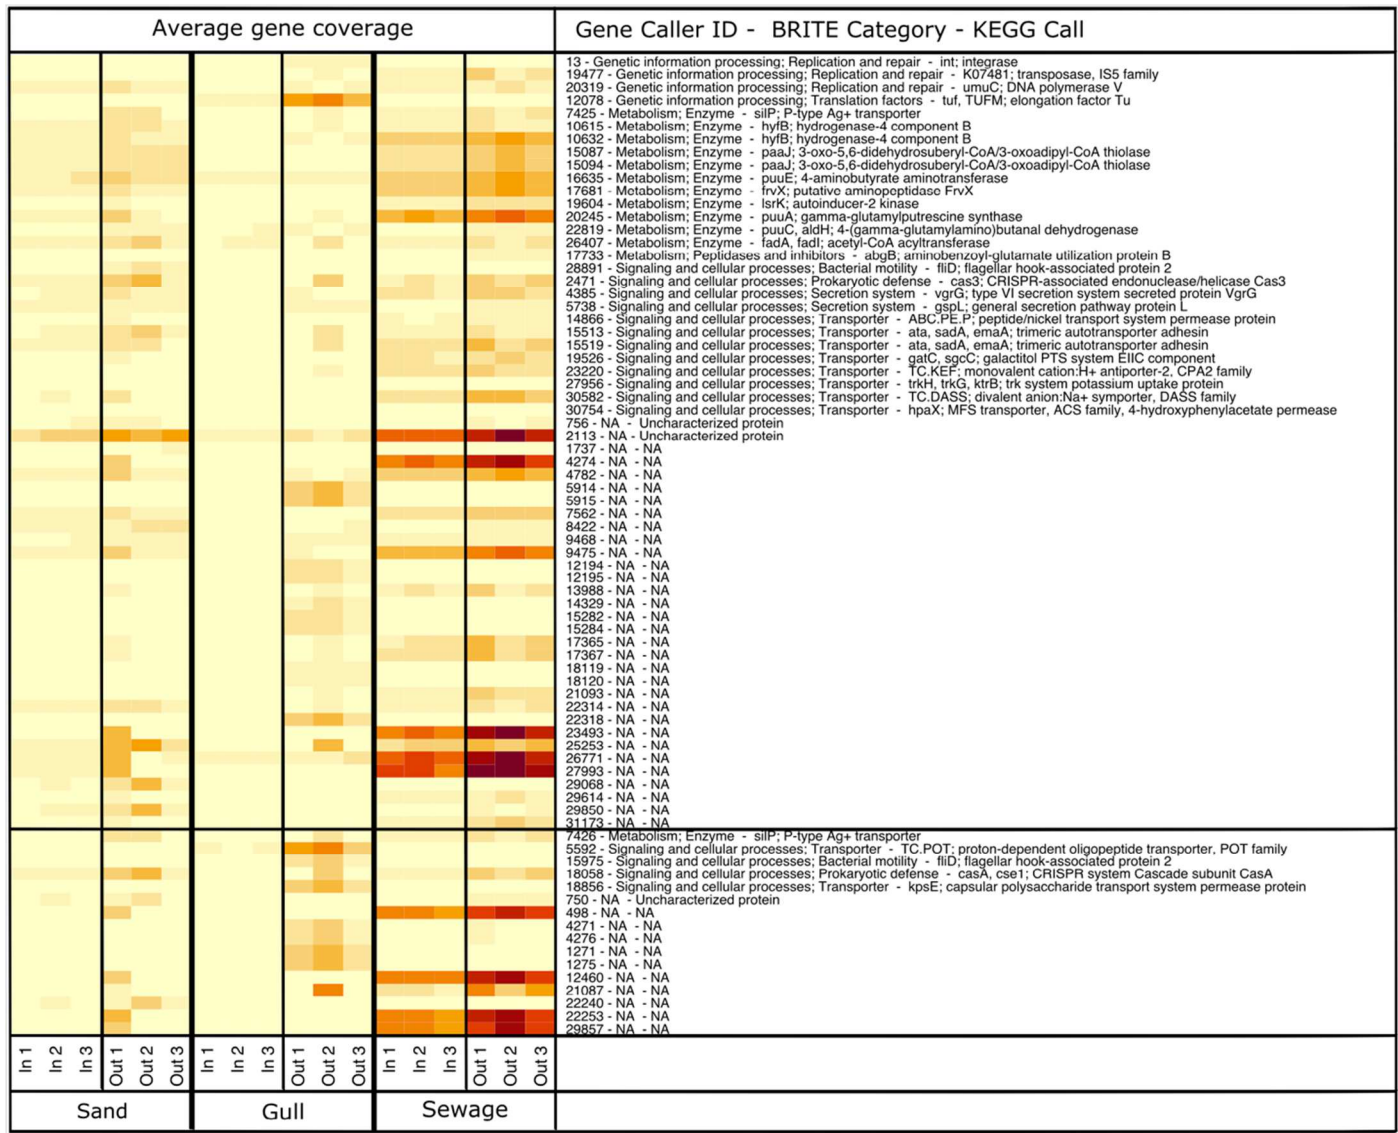 Average gene coverage
Gene Caller ID - BRITE Category - KEGG Call
13 - Genetic information processing; Replication and repair - int; integrase
19477 - Genetic information processing; Replication and repair - K07481; transposase, IS5 family
20319 - Genetic information processing; Replication and repair - umuC; DNA polymerase V
12078 - Genetic information processing; Translation factors - tuf, TUFM; elongation factor Tu
7425 - Metabolism; Enzyme - silP; P-type Ag+ transporter
10615 - Metabolism; Enzyme - hyfB; hydrogenase-4 component B
10632 - Metabolism; Enzyme - hyfB; hydrogenase-4 component B
15087 - Metabolism; Enzyme - paaJ; 3-oxo-5,6-didehydrosuberyl-CoA/3-oxoadipyl-CoA thiolase
15094 - Metabolism; Enzyme - paaJ; 3-oxo-5,6-didehydrosuberyl-CoA/3-oxoadipyl-CoA thiolase
16635 - Metabolism; Enzyme - puuE; 4-aminobutyrate aminotransferase
17681 - Metabolism; Enzyme - frvX; putative aminopeptidase FrvX
19604 - Metabolism; Enzyme - lsrK; autoinducer-2 kinase
20245 - Metabolism; Enzyme - puuA; gamma-glutamylputrescine synthase
22819 - Metabolism; Enzyme - puuC, aldH; 4-(gamma-glutamylamino)butanal dehydrogenase
26407 - Metabolism; Enzyme - fadA, fadI; acetyl-CoA acyltransferase
17733 - Metabolism; Peptidases and inhibitors - abgB; aminobenzoyl-glutamate utilization protein B
28891 - Signaling and cellular processes; Bacterial motility - fliD; flagellar hook-associated protein 2
2471 - Signaling and cellular processes; Prokaryotic defense - cas3; CRISPR-associated endonuclease/helicase Cas3
4385 - Signaling and cellular processes; Secretion system - vgrG; type VI secretion system secreted protein VgrG
5738 - Signaling and cellular processes; Secretion system - gspL; general secretion pathway protein L
14866 - Signaling and cellular processes; Transporter - ABC.PE.P; peptide/nickel transport system permease protein
15513 - Signaling and cellular processes; Transporter - ata, sadA, emaA; trimeric autotransporter adhesin
15519 - Signaling and cellular processes; Transporter - ata, sadA, emaA; trimeric autotransporter adhesin
19526 - Signaling and cellular processes; Transporter - gatC, sgcC; galactitol PTS system EIIC component
23220 - Signaling and cellular processes; Transporter - TC.KEF; monovalent cation:H+ antiporter-2, CPA2 family
27956 - Signaling and cellular processes; Transporter - trkH, trkG, ktrB; trk system potassium uptake protein
30582 - Signaling and cellular processes; Transporter - TC.DASS; divalent anion:Na+ symporter, DASS family
30754 - Signaling and cellular processes; Transporter - hpaX; MFS transporter, ACS family, 4-hydroxyphenylacetate permease
756 - NA - Uncharacterized protein
2113 - NA - Uncharacterized protein
1737 - NA - NA
4274 - NA - NA
4782 - NA - NA
5914 - NA - NA
5915 - NA - NA
7562 - NA - NA
8422 - NA - NA
9468 - NA - NA
9475 - NA - NA
12194 - NA - NA
12195 - NA - NA
13988 - NA - NA
14329 - NA - NA
15282 - NA - NA
15284 - NA - NA
17365 - NA - NA
17367 - NA - NA
18119 - NA - NA
18120 - NA - NA
21093 - NA - NA
22314 - NA - NA
22318 - NA - NA
23493 - NA - NA
25253 - NA - NA
26771 - NA - NA
27993 - NA - NA
29068 - NA - NA
29614 - NA - NA
29850 - NA - NA
31173 - NA - NA
7426 - Metabolism; Enzyme - silP; P-type Ag+ transporter
5592 - Signaling and cellular processes; Transporter - TC.POT; proton-dependent oligopeptide transporter, POT family
15975 - Signaling and cellular processes; Bacterial motility - fliD; flagellar hook-associated protein 2
18058 - Signaling and cellular processes; Prokaryotic defense - casA, cse1; CRISPR system Cascade subunit CasA
18856 - Signaling and cellular processes; Transporter - kpsE; capsular polysaccharide transport system permease protein
750 - NA - Uncharacterized protein
498 - NA - NA
4271 - NA - NA
4276 - NA - NA
1271 - NA - NA
1275 - NA - NA
12460 - NA - NA
21087 - NA - NA
22240 - NA - NA
22253 - NA - NA
29857 - NA - NA
In 1 In 2 In 3 Out 1 Out 2 Out 3 In 1 In 2 In 3 Out 1 Out 2 Out 3 In 1 In 2 In 3 Out 1 Out 2 Out 3
Sand Gull Sewage